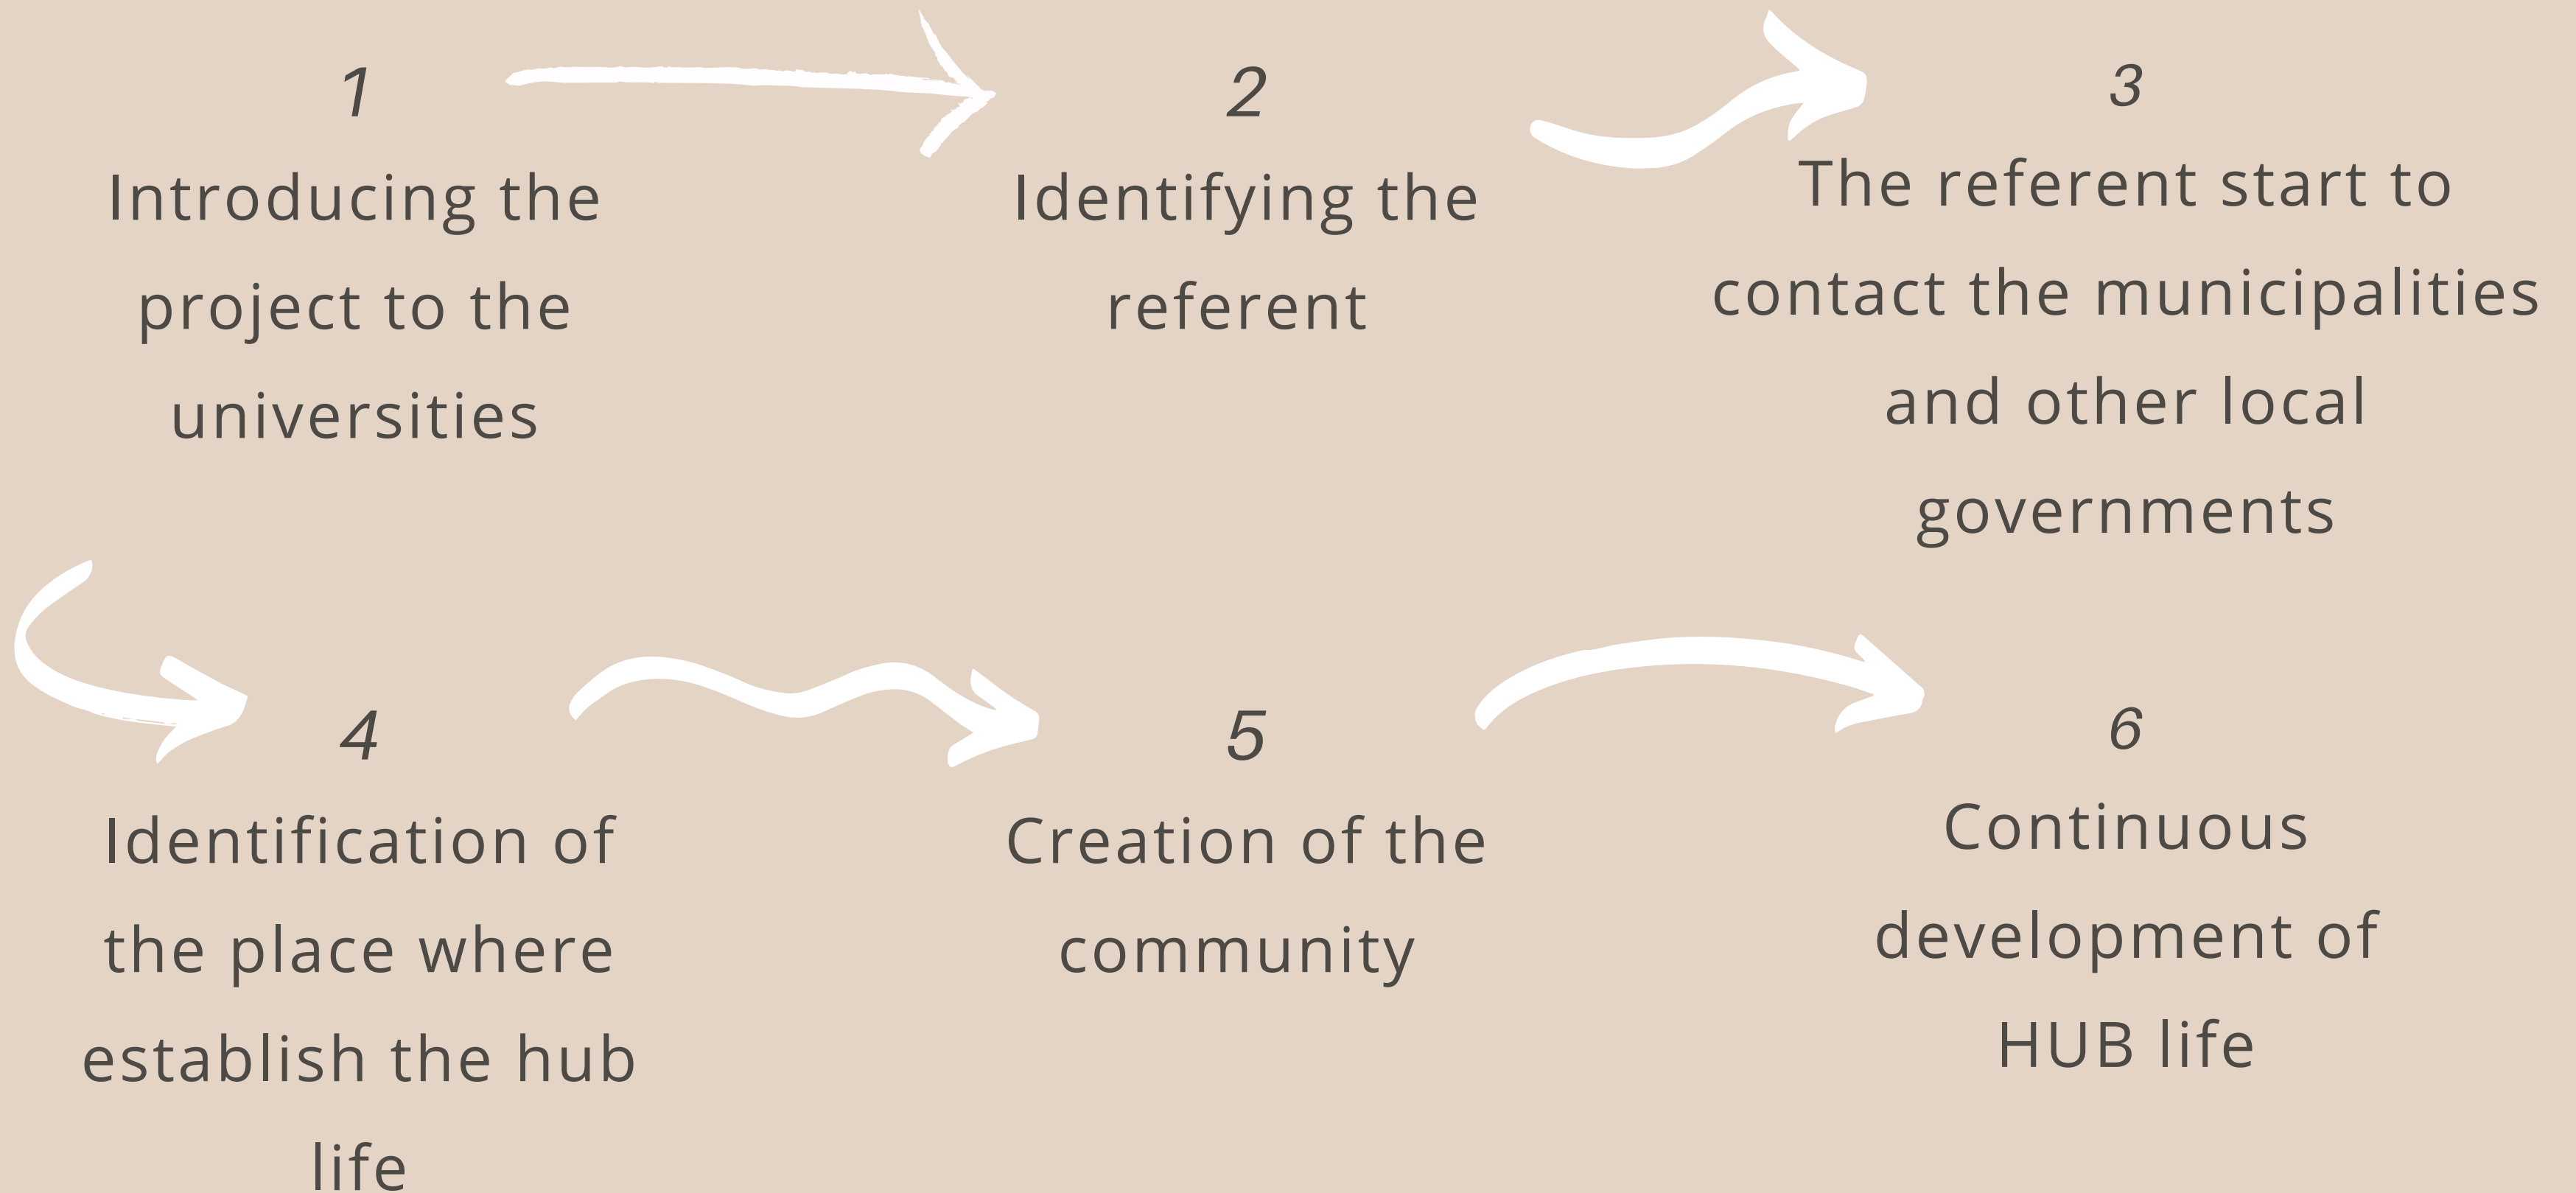 1
Introducing the
project to the
universities
2
Identifying the
referent
3
The referent start to
contact the municipalities
and other local
governments
4
Identification of
the place where
establish the hub
life
5
Creation of the
community
6
Continuous
development of
HUB life